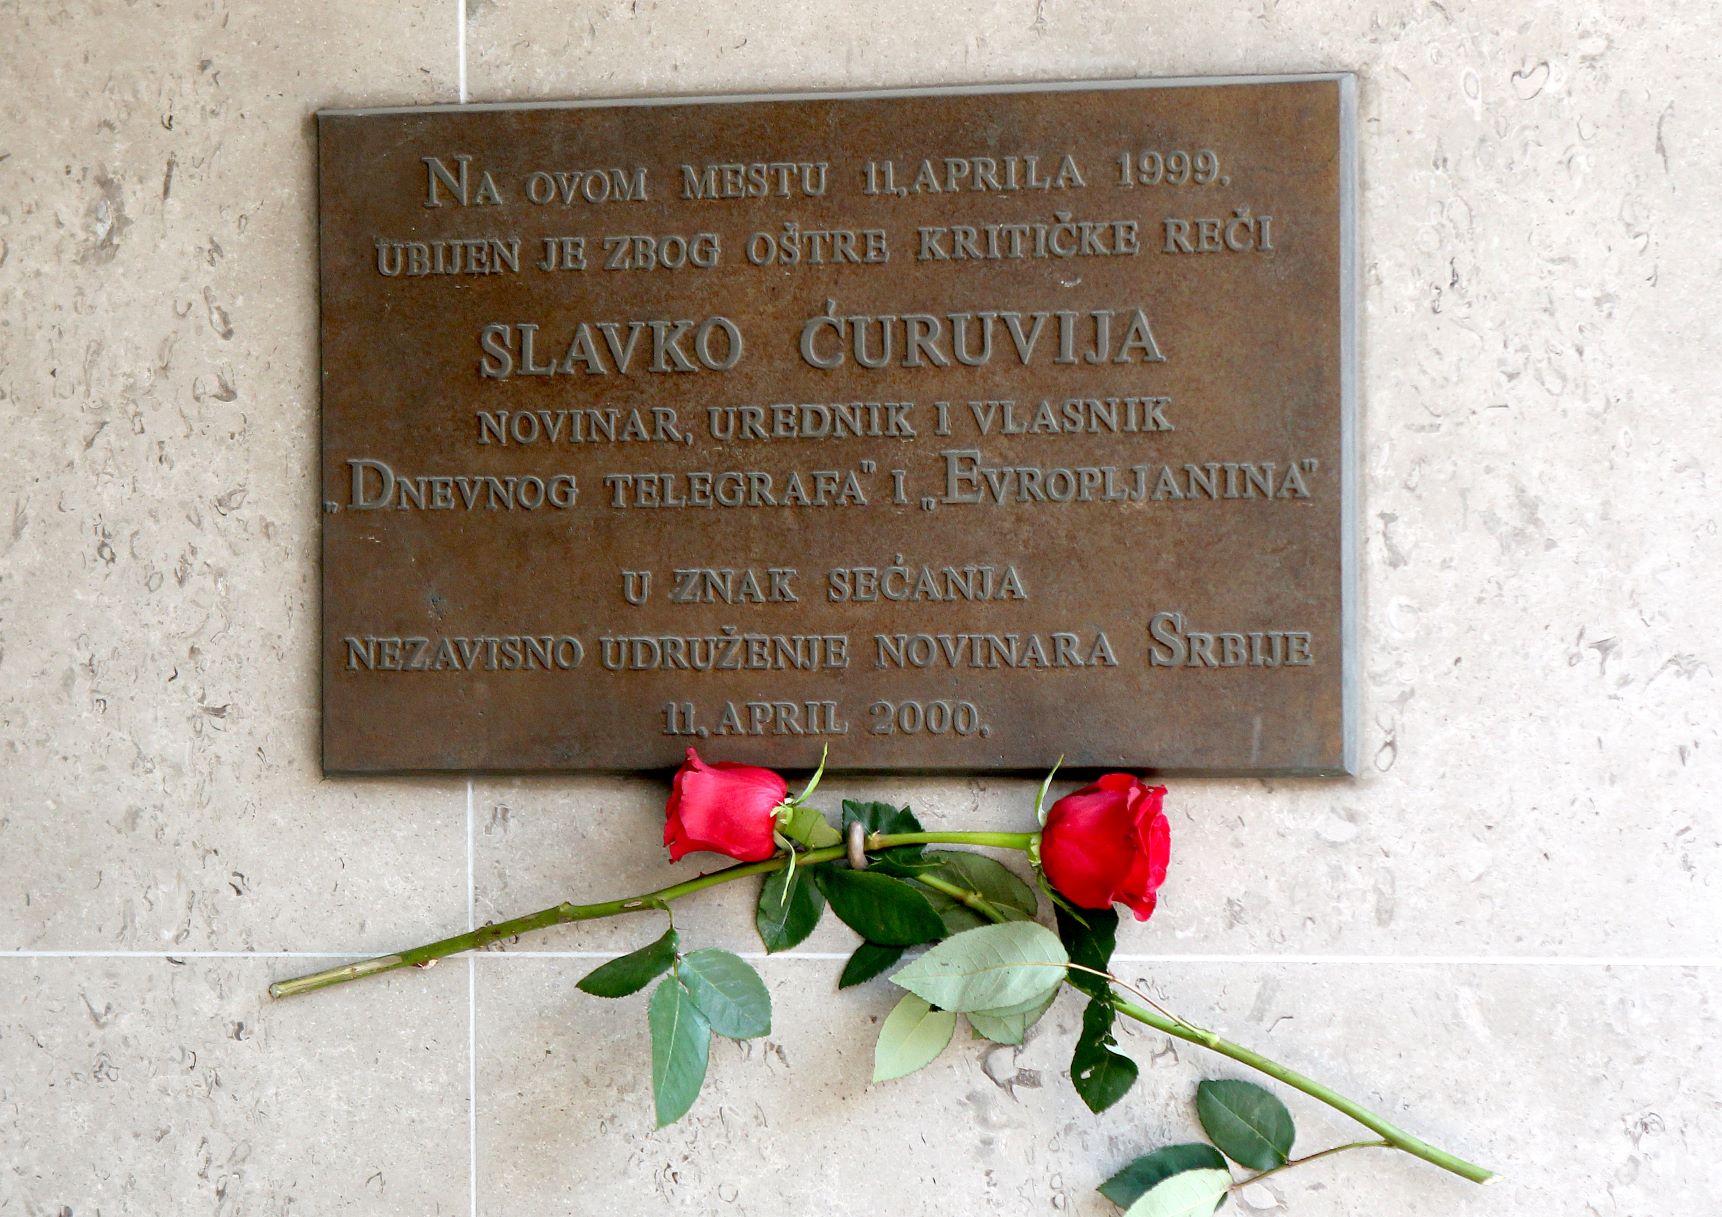 Na ovom mestu 11. aprila 1999.
ubijen je zbog oštre kritičke reči
SLAVKO ĆURUVIJA
novinar, urednik i vlasnik
„Dnevnog telegrafa" i „Evropljanina"
u znak sećanja
nezavisno udruženje novinara Srbije
11. april 2000.